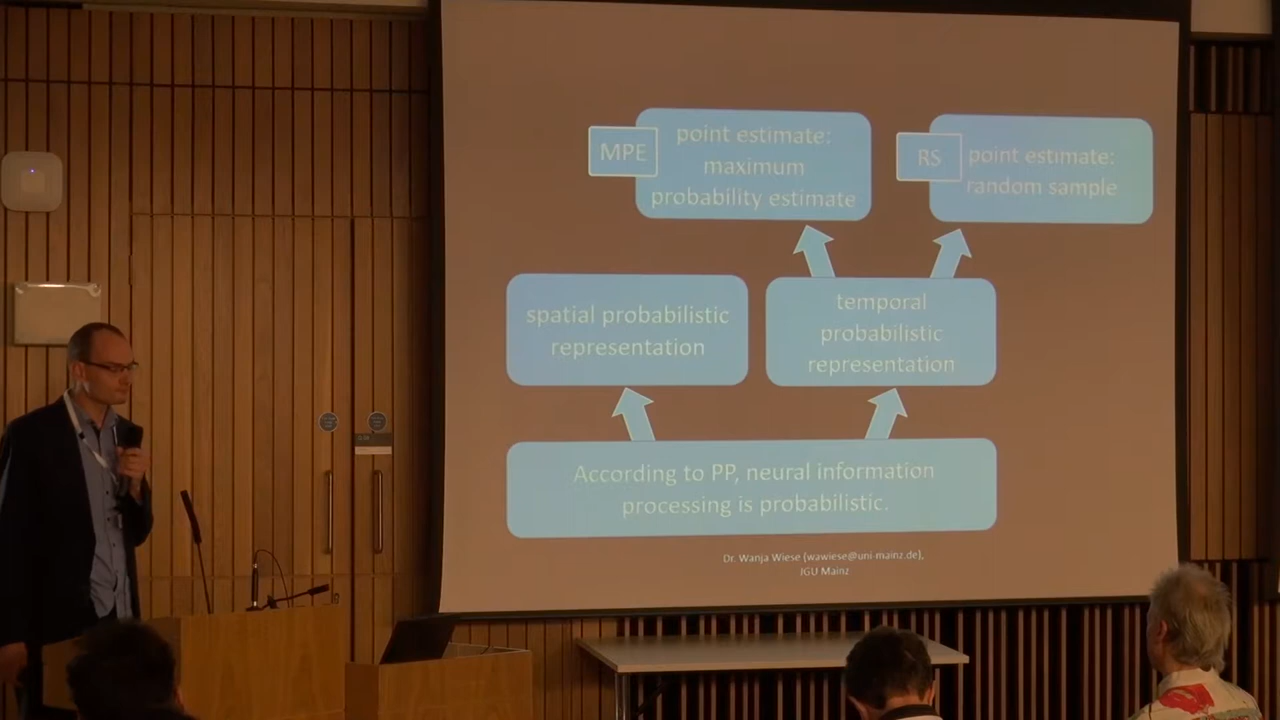 MPE
point estimate:
maximum
probability estimate
RS
point estimate:
random sample
spatial probabilistic
representation
temporal
probabilistic
representation
According to PP, neural information
processing is probabilistic.
Dr. Wanja Wiese (wawiese@uni-mainz.de),
JGU Mainz